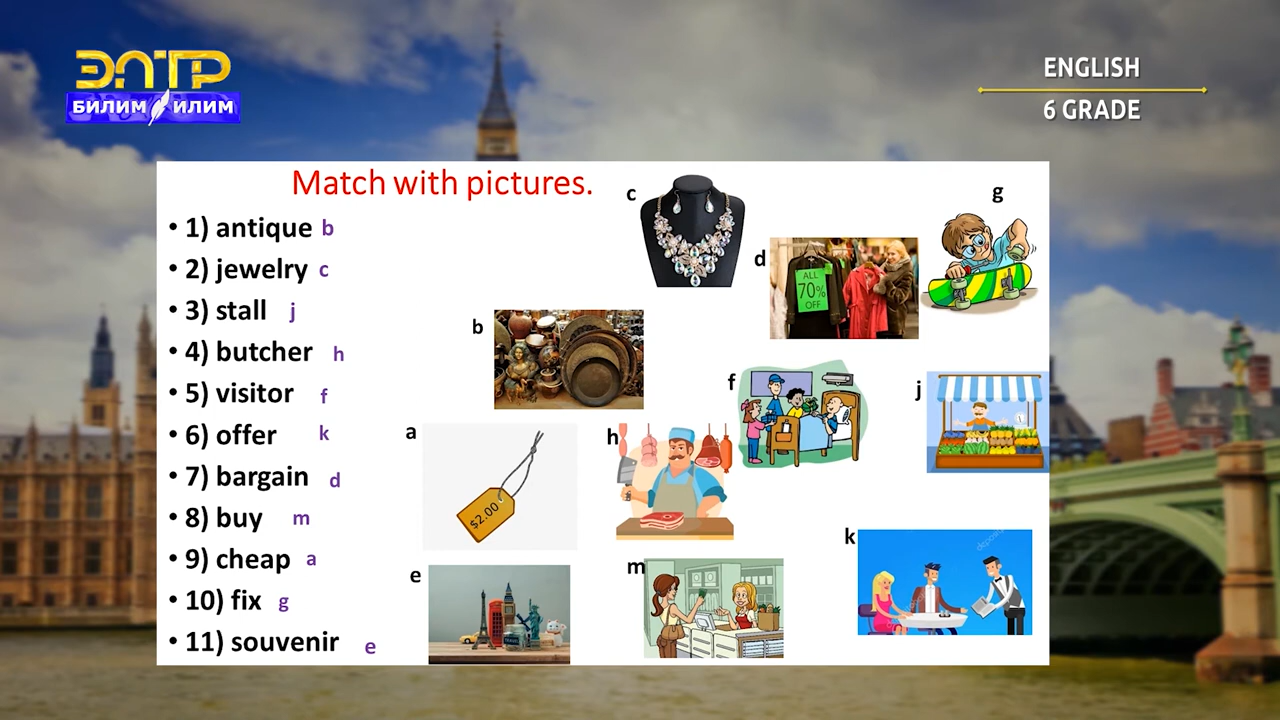 ЭЛТР
БИЛИМ ИЛИМ
ENGLISH
6 GRADE
Match with pictures.
• 1) antique b
• 2) jewelry c
• 3) stall j
• 4) butcher h
• 5) visitor f
• 6) offer k
• 7) bargain d
• 8) buy m
• 9) cheap a
• 10) fix g
• 11) souvenir e
c
g
d
ALL
70%
OFF
b
f
j
a
h
$2.00
k
e
m